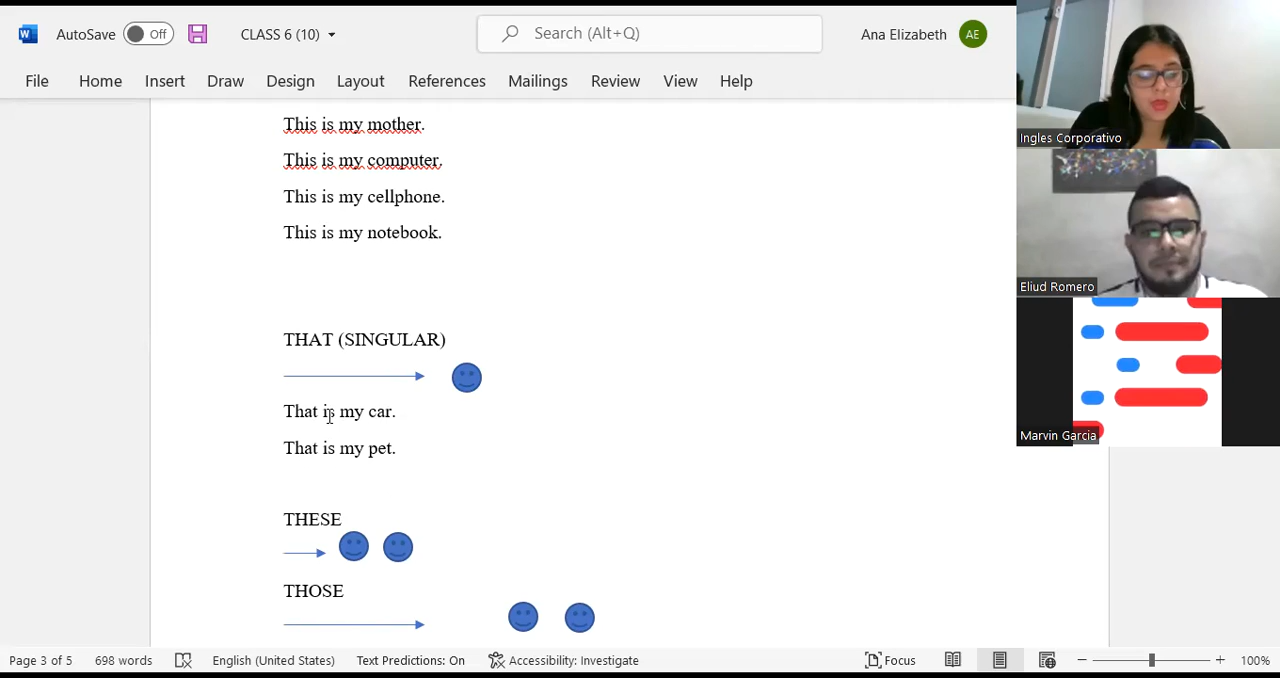 AutoSave Off CLASS 6 (10) Search (Alt+Q) Ana Elizabeth AE
File Home Insert Draw Design Layout References Mailings Review View Help
This is my mother.
This is my computer.
This is my cellphone.
This is my notebook.
THAT (SINGULAR)
That is my car.
That is my pet.
THESE
THOSE
Ingles Corporativo
Eliud Romero
Marvin Garcia
Page 3 of 5 698 words English (United States) Text Predictions: On Accessibility: Investigate Focus 100%